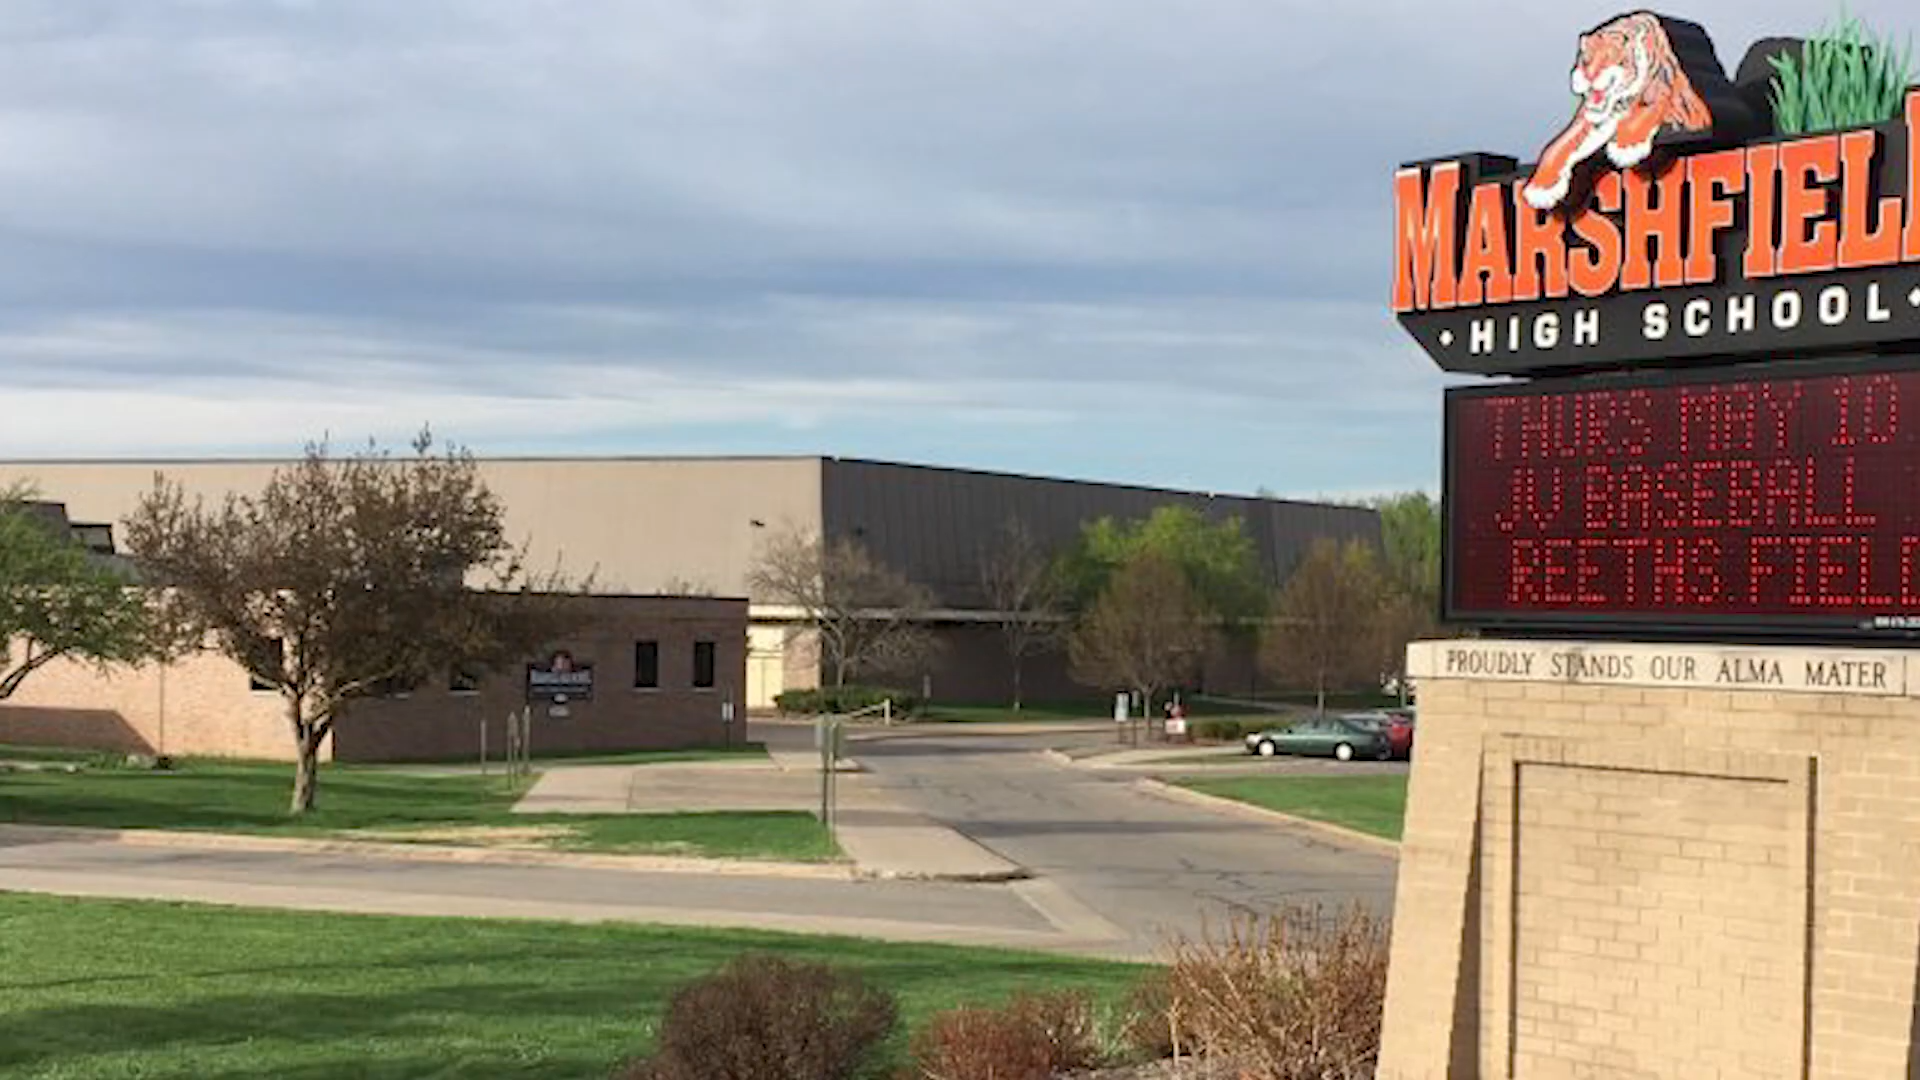 MARSHFIEL
HIGH SCHOOL
THURS MAY 10
JV BASEBALL
REETHS FIEL
PROUDLY STANDS OUR ALMA MATER